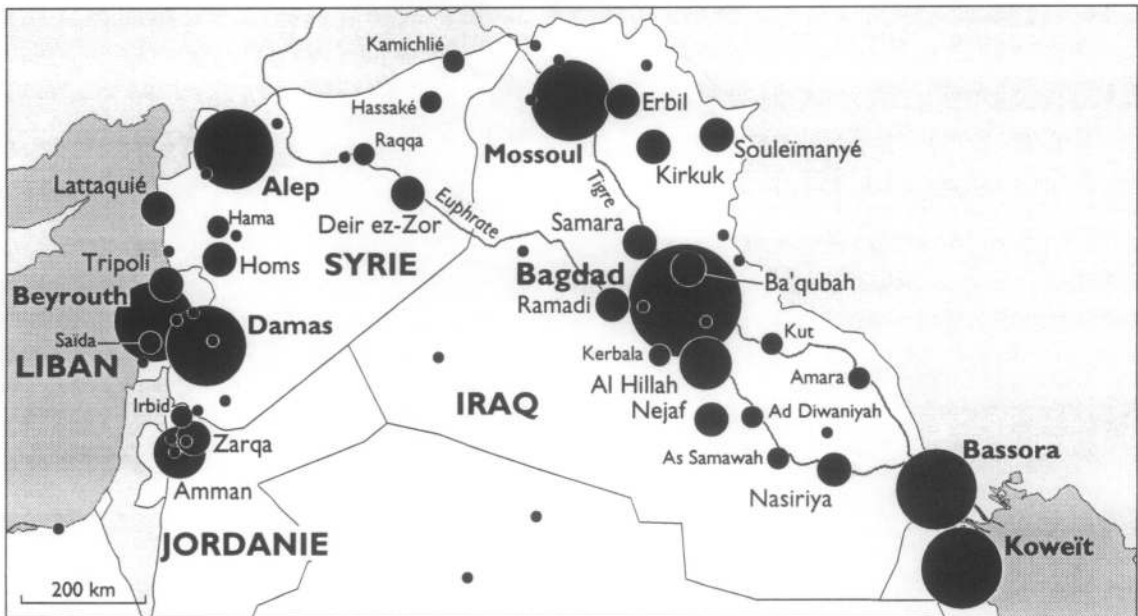 Kamichlié
Hassaké
Raqqa
Erbil
Mossoul
Souleïmanyé
Kirkuk
Alep
Lattaquié
Hama
Deir ez-Zor
Euphrate
Tigre
Samara
Tripoli
Homs
SYRIE
Bagdad
Ba'qubah
Beyrouth
Ramadi
Damas
Saïda
LIBAN
Kut
Kerbala
Al Hillah
Amara
IRAQ
Irbid
Nejaf
Ad Diwaniyah
Zarqa
As Samawah
Bassora
Amman
Nasiriya
JORDANIE
Koweït
200 km